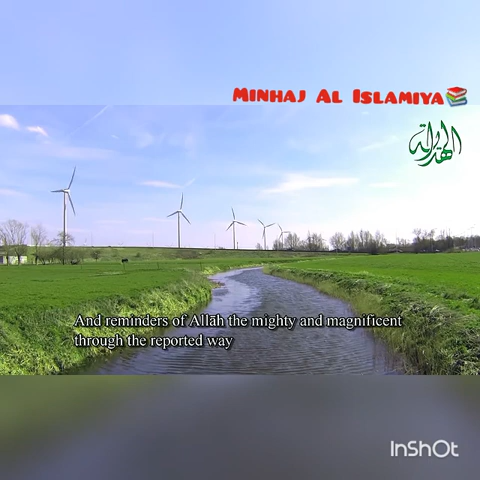 Minhaj Al Islamiya
الهداية
And reminders of Allāh the mighty and magnificent
through the reported way
InShOt